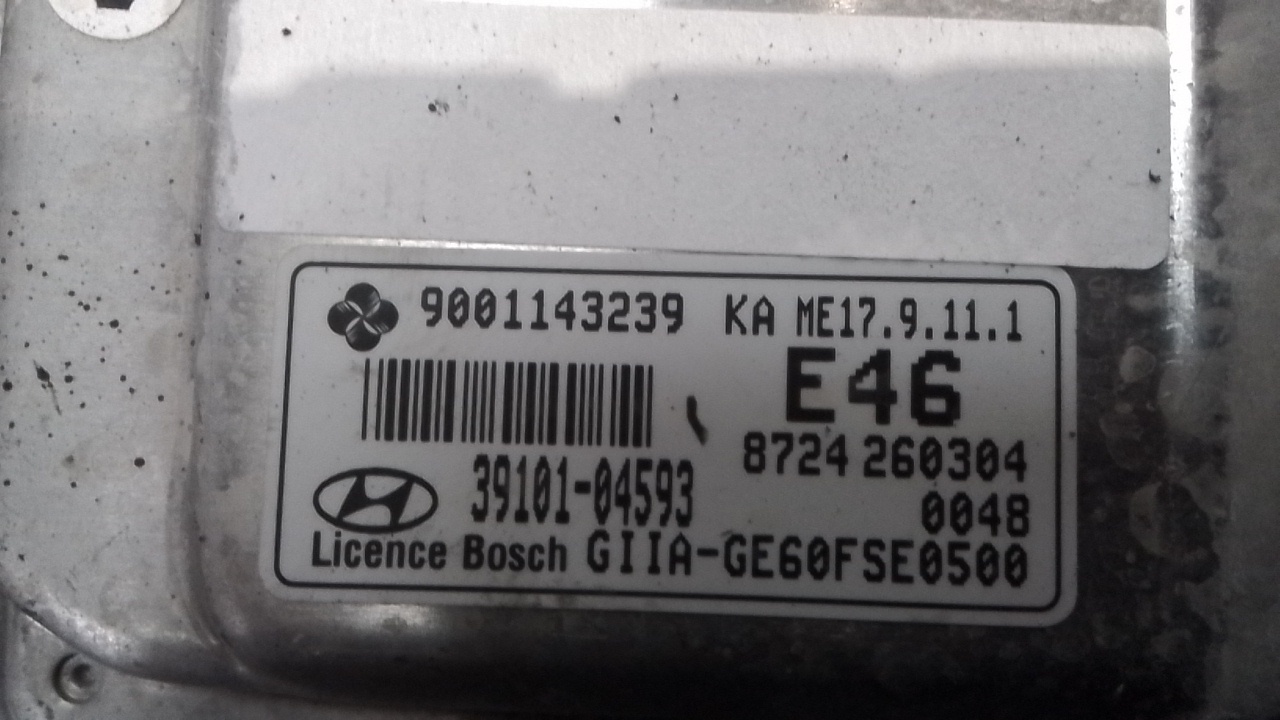 9001143239 KA ME17.9.11.1
E46
8724 260304
39101-04593
0048
Licence Bosch GIIA-GE60FSE0500